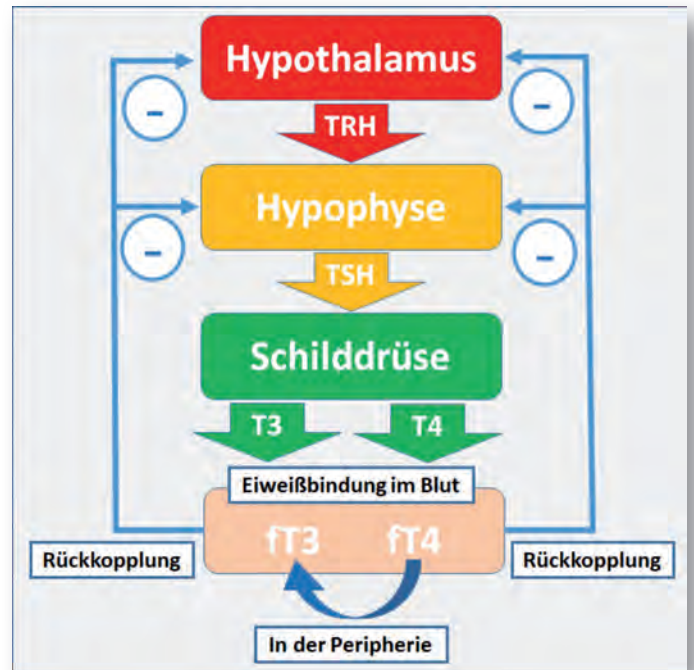 Hypothalamus
-
-
TRH
Hypophyse
-
-
TSH
Schilddrüse
T3 T4
Eiweißbindung im Blut
fT3 fT4
Rückkopplung Rückkopplung
In der Peripherie